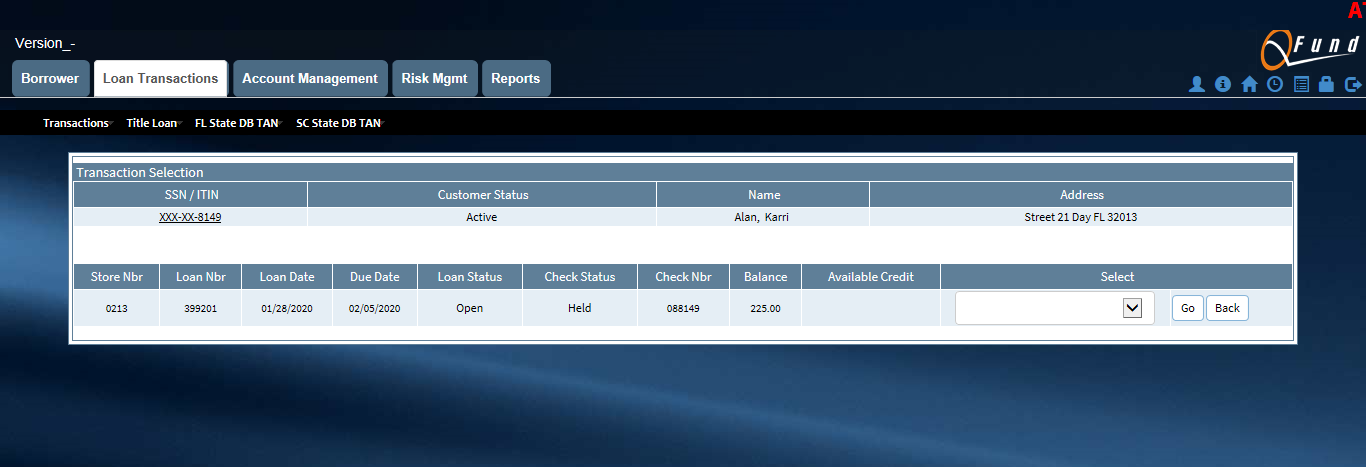 Version_-
QFund
Borrower Loan Transactions Account Management Risk Mgmt Reports
Transactions Title Loan FL State DB TAN SC State DB TAN
Transaction Selection
SSN / ITIN Customer Status Name Address
XXX-XX-8149 Active Alan, Karri Street 21 Day FL 32013
Store Nbr Loan Nbr Loan Date Due Date Loan Status Check Status Check Nbr Balance Available Credit Select
0213 399201 01/28/2020 02/05/2020 Open Held 088149 225.00 Go Back